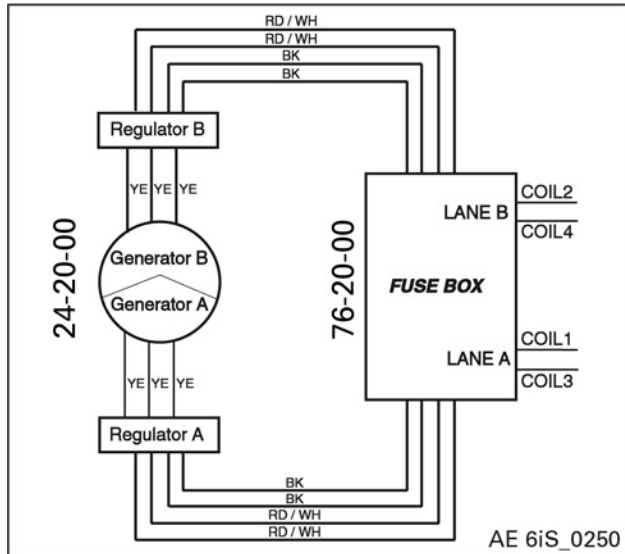 RD / WH
RD / WH
BK
BK
Regulator B
YE YE YE
Generator B
Generator A
24-20-00
YE YE YE
Regulator A
76-20-00
FUSE BOX
LANE B
COIL2
COIL4
LANE A
COIL1
COIL3
BK
BK
RD / WH
RD / WH
AE 6iS_0250